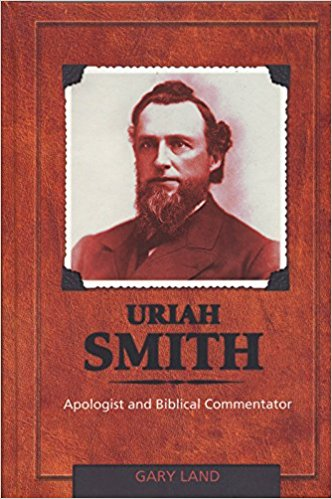 URIAH
SMITH
Apologist and Biblical Commentator
GARY LAND